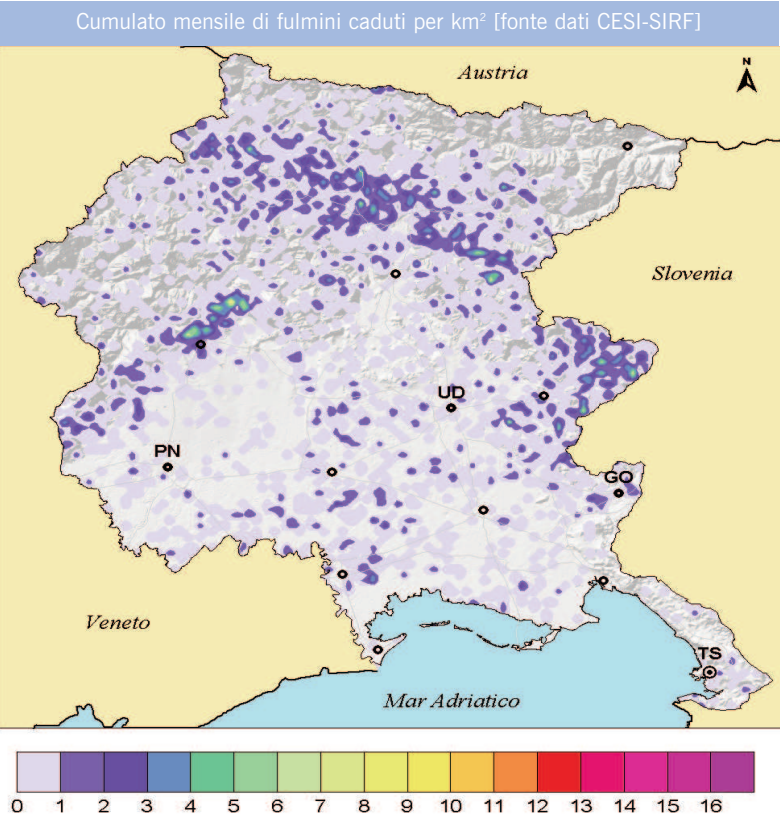 Cumulato mensile di fulmini caduti per km² [fonte dati CESI-SIRF]
Austria
N
Slovenia
UD
PN
GO
Veneto
TS
Mar Adriatico
0 1 2 3 4 5 6 7 8 9 10 11 12 13 14 15 16